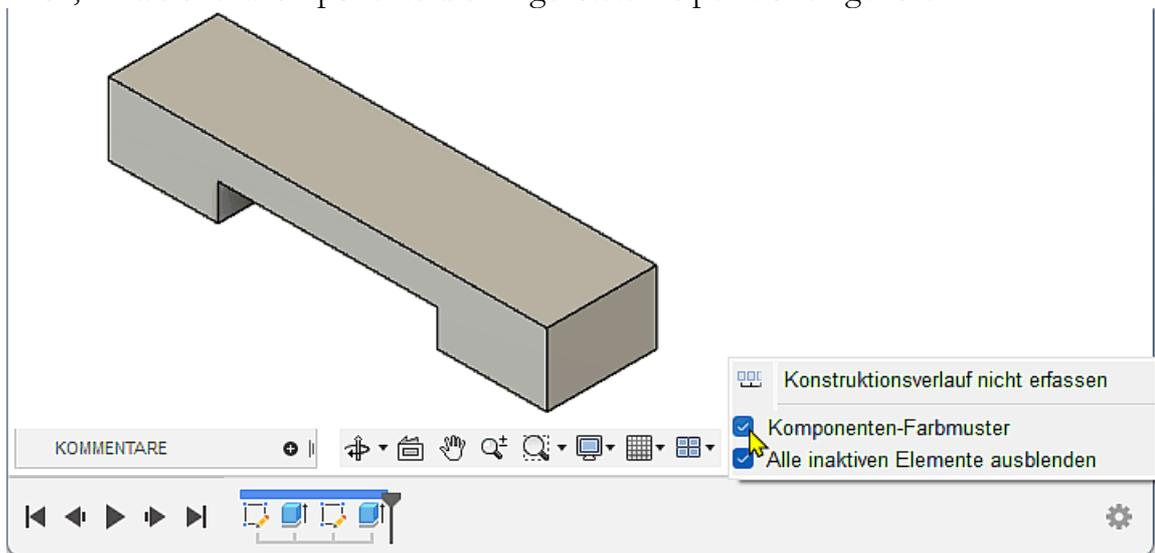 Konstruktionsverlauf nicht erfassen
Komponenten-Farbmuster
KOMMENTARE
Alle inaktiven Elemente ausblenden